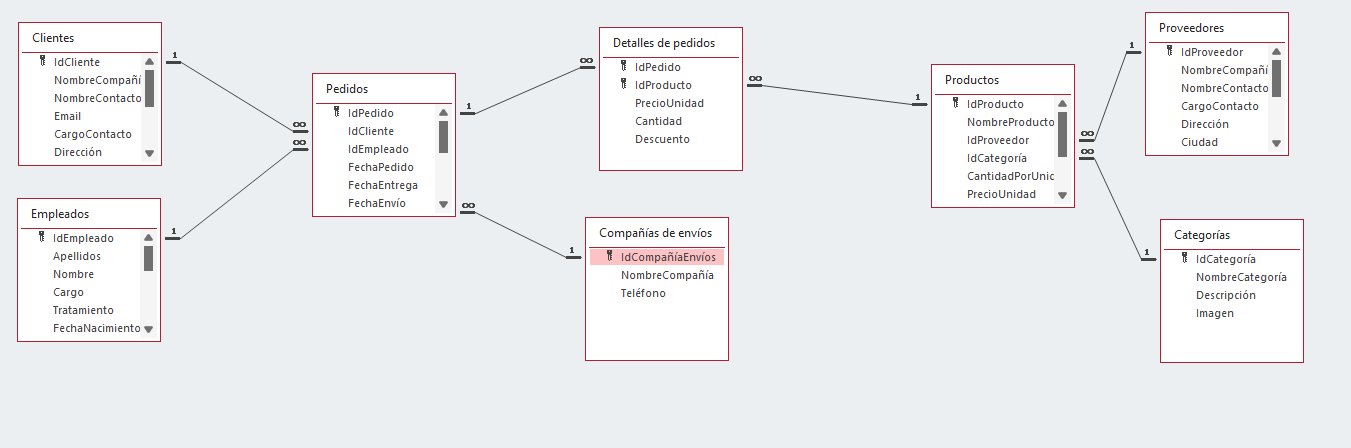 Clientes
IdCliente
NombreCompañí
NombreContacto
Email
CargoContacto
Dirección
1
∞
Empleados
IdEmpleado
Apellidos
Nombre
Cargo
Tratamiento
FechaNacimiento
1
∞
Pedidos
IdPedido
IdCliente
IdEmpleado
FechaPedido
FechaEntrega
FechaEnvío
1
∞
∞
1
Detalles de pedidos
IdPedido
IdProducto
PrecioUnidad
Cantidad
Descuento
∞
1
Compañías de envíos
IdCompañíaEnvíos
NombreCompañía
Teléfono
Productos
IdProducto
NombreProducto
IdProveedor
IdCategoría
CantidadPorUnid
PrecioUnidad
∞
1
∞
1
Proveedores
IdProveedor
NombreCompañí
NombreContacto
CargoContacto
Dirección
Ciudad
Categorías
IdCategoría
NombreCategoría
Descripción
Imagen